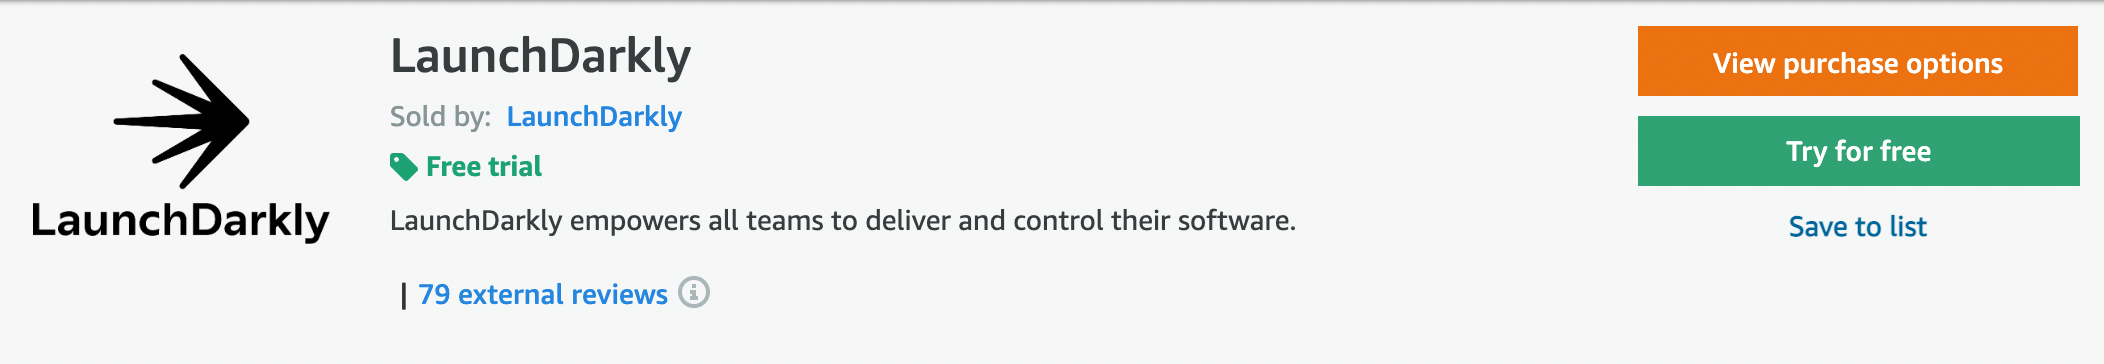 LaunchDarkly
LaunchDarkly
Sold by: LaunchDarkly
Free trial
LaunchDarkly empowers all teams to deliver and control their software.
| 79 external reviews
View purchase options
Try for free
Save to list